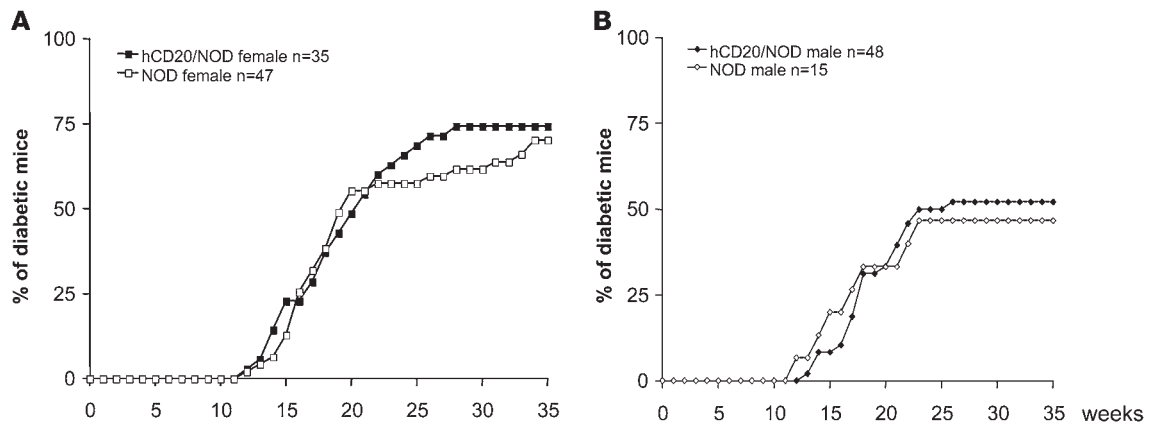 A
100
75
50
25
0
% of diabetic mice
hCD20/NOD female n=35
NOD female n=47
0 5 10 15 20 25 30 35
B
100
75
50
25
0
% of diabetic mice
hCD20/NOD male n=48
NOD male n=15
0 5 10 15 20 25 30 35 weeks